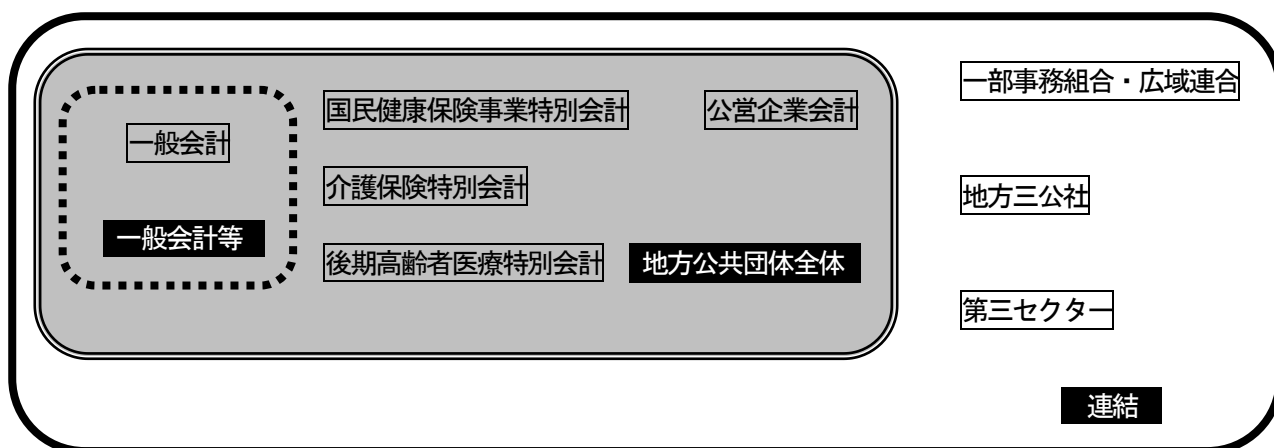 一部事務組合・広域連合
国民健康保険事業特別会計
公営企業会計
一般会計
介護保険特別会計
地方三公社
一般会計等
後期高齢者医療特別会計
地方公共団体全体
第三セクター
連結